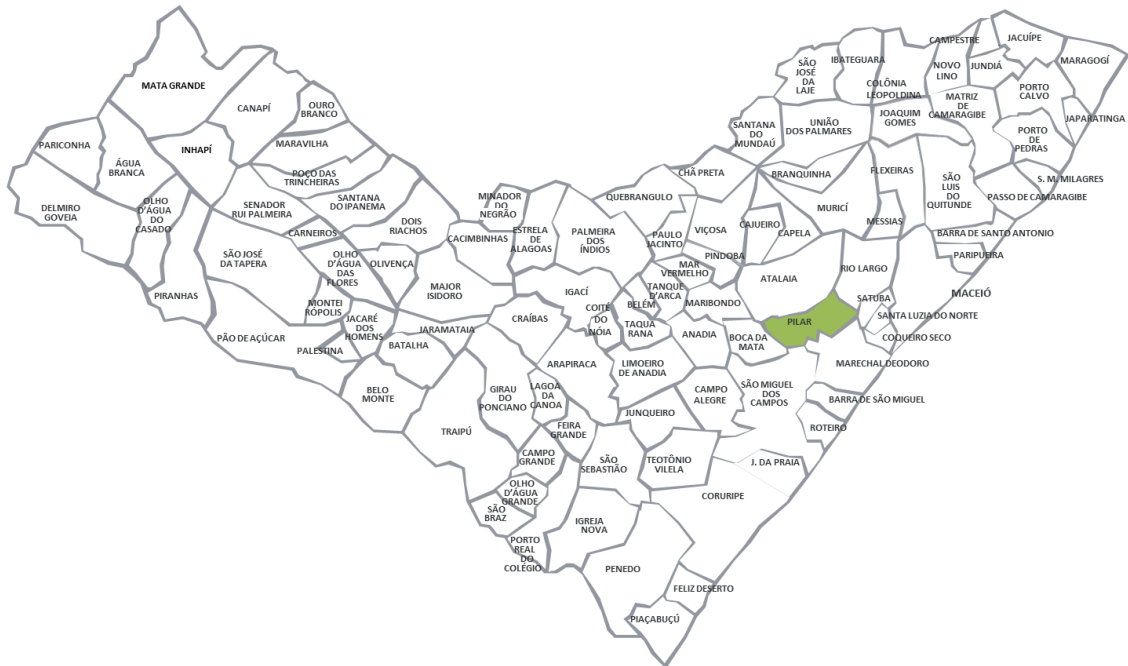 MATA GRANDE
CANAPÍ
OURO
BRANCO
PARICONHA
ÁGUA
BRANCA
INHAPÍ
MARAVILHA
POÇO DAS
TRINCHEIRAS
DELMIRO
GOVEIA
OLHO
D'ÁGUA
DO
CASADO
SENADOR
RUI PALMEIRA
SANTANA
DO IPANEMA
CARNEIROS
DOIS
RIACHOS
PIRANHAS
SÃO JOSÉ
DA TAPERA
OLHO
D'ÁGUA
DAS
FLORES
OLIVENÇA
MONTEI
RÓPOLIS
MAJOR
ISIDORO
CACIMBINHAS
MINADOR
DO
NEGRÃO
ESTRELA
DE
ALAGOAS
PÃO DE AÇÚCAR
JACARÉ
DOS
HOMENS
PALESTINA
BATALHA
JARAMATAIA
BELO
MONTE
TRAIPÚ
PALMEIRA
DOS
ÍNDIOS
QUEBRANGULO
CHÃ PRETA
PAULO
JACINTO
VIÇOSA
CAJUEIRO
CAPELA
PINDOBA
MAR
VERMELHO
TANQUE
D'ARCA
BELÉM
MARIBONDO
IGACÍ
COITÉ
DO
NÓIA
TAQUA
RANA
CRAÍBAS
ARAPIRACA
LIMOEIRO
DE ANADIA
ANADIA
BOCA DA
MATA
PILAR
ATALAIA
GIRAU
DO
PONCIANO
LAGOA
DA
CANOA
FEIRA
GRANDE
CAMPO
GRANDE
OLHO
D'ÁGUA
GRANDE
SÃO
BRAZ
PORTO
REAL
DO
COLÉGIO
JUNQUEIRO
CAMPO
ALEGRE
SÃO MIGUEL
DOS
CAMPOS
SÃO
SEBASTIÃO
TEOTÔNIO
VILELA
IGREJA
NOVA
PENEDO
CORURIPE
FELIZ DESERTO
PIAÇABUÇÚ
J. DA PRAIA
ROTEIRO
BARRA DE SÃO MIGUEL
MARECHAL DEODORO
COQUEIRO SECO
SANTA LUZIA DO NORTE
SATUBA
RIO LARGO
MACEIÓ
PARIPUEIRA
BARRA DE SANTO ANTONIO
MESSIAS
MURICÍ
BRANQUINHA
FLEXEIRAS
SÃO
LUIS
DO
QUITUNDE
PASSO DE CAMARAGIBE
S. M. MILAGRES
PORTO
DE
PEDRAS
JAPARATINGA
PORTO
CALVO
MARAGOGÍ
JACUÍPE
JUNDIÁ
CAMPESTRE
NOVO
LINO
MATRIZ
DE
CAMARAGIBE
JOAQUIM
GOMES
COLÔNIA
LEOPOLDINA
IBATEGUARA
SÃO
JOSÉ
DA
LAJE
UNIÃO
DOS PALMARES
SANTANA
DO
MUNDAÚ